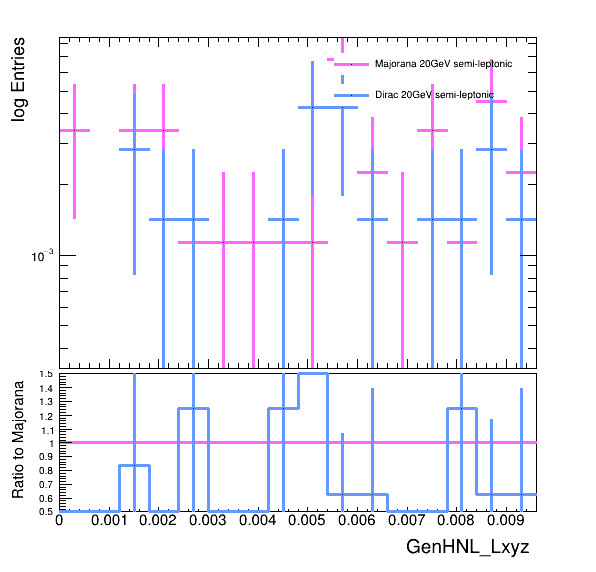 log Entries
Majorana 20GeV semi-leptonic
Dirac 20GeV semi-leptonic
10⁻³
Ratio to Majorana
1.5
1.4
1.3
1.2
1.1
1
0.9
0.8
0.7
0.6
0.5
0 0.001 0.002 0.003 0.004 0.005 0.006 0.007 0.008 0.009
GenHNL_Lxyz